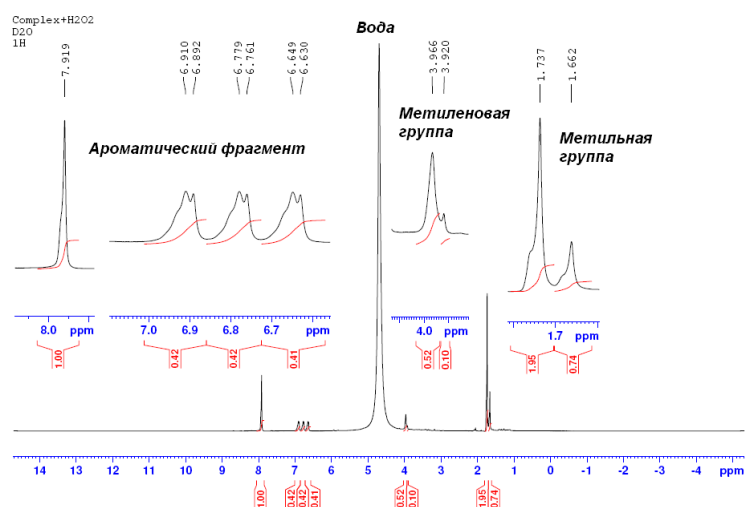 Complex+H2O2
D2O
1H
7.919
6.910
6.892
6.779
6.761
6.649
6.630
Вода
3.966
3.920
1.737
1.662
Ароматический фрагмент
Метиленовая
группа
Метильная
группа
8.0 ppm
7.0 6.9 6.8 6.7 ppm
4.0 ppm
1.7 ppm
1.00
0.42
0.42
0.41
0.52
0.10
1.95
0.74
14 13 12 11 10 9 8 7 6 5 4 3 2 1 0 -1 -2 -3 -4 ppm
1.00
0.42
0.42
0.41
0.52
0.10
1.95
0.74